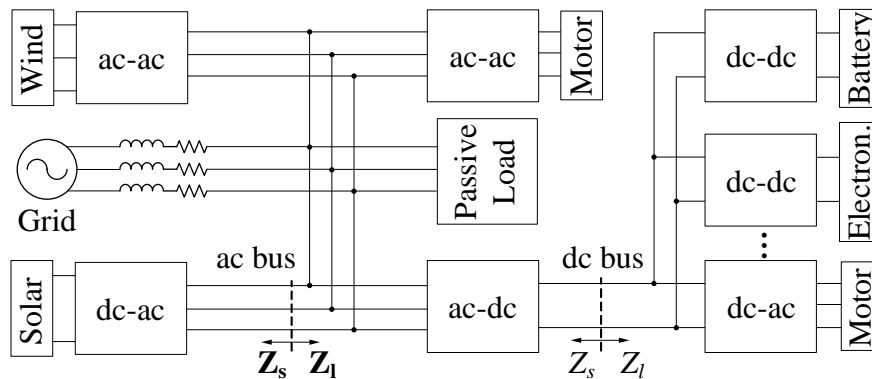 Wind
ac-ac
ac-ac
Motor
dc-dc
Battery
Grid
Passive
Load
dc-dc
Electron.
Solar
dc-ac
ac bus
Zs
Zl
ac-dc
dc bus
Zs
Zl
dc-ac
Motor